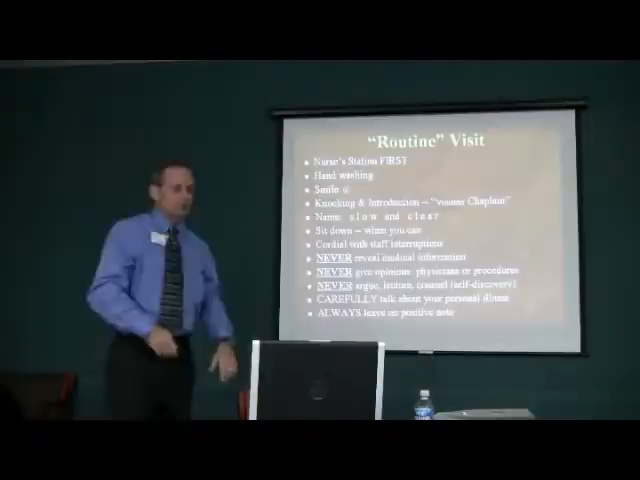 “Routine” Visit
• Nurse's Station FIRST
• Hand washing
• Smile ☺
• Knocking & Introduction – “Volunteer Chaplain”
• Name: s l o w and c l e a r
• Sit down – when you can
• Cordial with staff interruptions
• NEVER reveal medical information
• NEVER give opinions: physicians or procedures
• NEVER argue, lecture, counsel (self-discovery)
• CAREFULLY talk about your personal illness
• ALWAYS leave on positive note